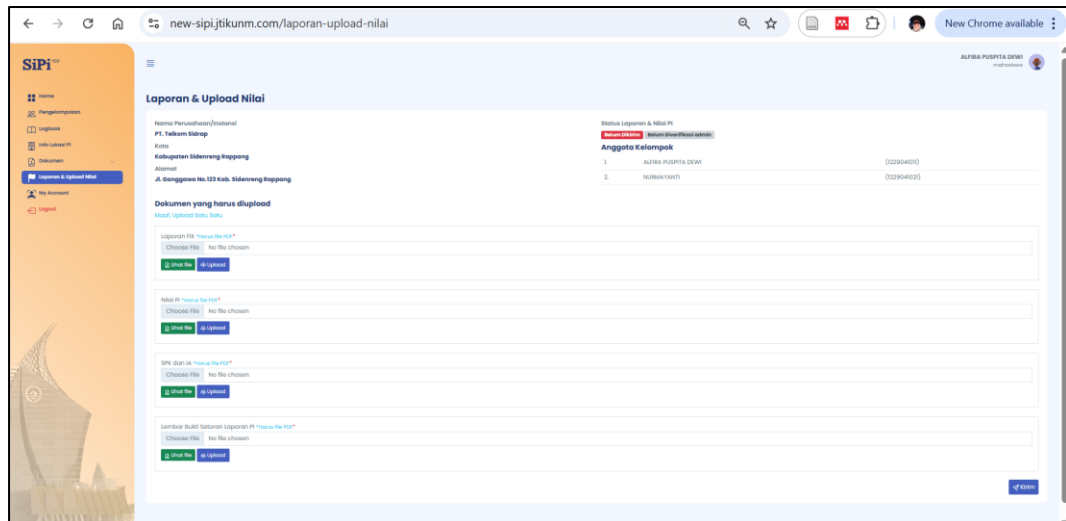 new-sipi.jtikunm.com/laporan-upload-nilai
New Chrome available
SiPi
ALFIRA PUSPITA DEWI
mahasiswa
Home
Pengelompokan
Logbook
Info Lokasi PI
Dokumen
Laporan & Upload Nilai
My Account
Logout
Laporan & Upload Nilai
Nama Perusahaan/Instansi
PT. Telkom Sidrap
Kota
Kabupaten Sidenreng Rappang
Alamat
Jl. Ganggawa No.123 Kab. Sidenreng Rappang
Status Laporan & Nilai PI
Belum Dikirim Belum Diverifikasi admin
Anggota Kelompok
1. ALFIRA PUSPITA DEWI
2. NURMAYANTI
Dokumen yang harus diupload
Maaf, Upload Satu Satu
Laporan FIX *Harus file PDF*
Choose File No file chosen
Lihat file Upload
Nilai PI *Harus file PDF*
Choose File No file chosen
Lihat file Upload
SPK dan IA *Harus file PDF*
Choose File No file chosen
Lihat file Upload
Lembar Bukti Setoran Laporan PI *Harus file PDF*
Choose File No file chosen
Lihat file Upload
Kirim